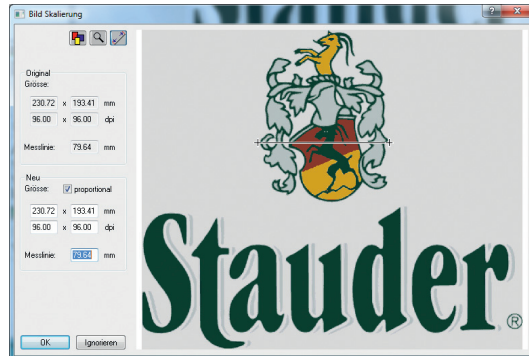 Bild Skalierung
Original
Grösse:
230.72 x 193.41 mm
96.00 x 96.00 dpi
Messlinie: 79.64 mm
Neu
Grösse: proportional
230.72 x 193.41 mm
96.00 x 96.00 dpi
Messlinie: 79.64 mm
OK Ignorieren
Stauder®